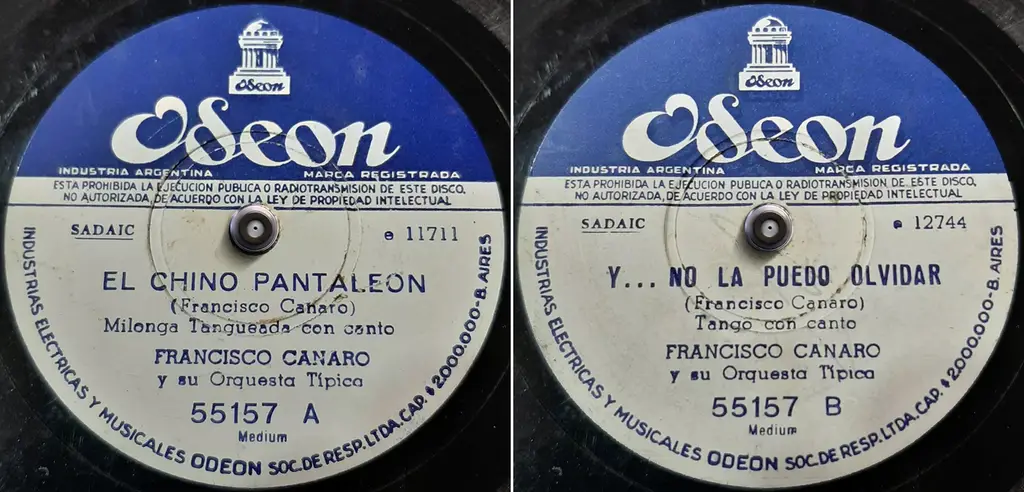 Odeon
Odeon
INDUSTRIA ARGENTINA MARCA REGISTRADA
ESTA PROHIBIDA LA EJECUCION PUBLICA O RADIOTRANSMISION DE ESTE DISCO,
NO AUTORIZADA, DE ACUERDO CON LA LEY DE PROPIEDAD INTELECTUAL
SADAIC e 11711
EL CHINO PANTALEON
(Francisco Canaro)
Milonga Tangueada con canto
FRANCISCO CANARO
y su Orquesta Típica
55157 A
Medium
INDUSTRIAS ELECTRICAS Y MUSICALES ODEON SOC. DE RESP. LTDA. CAP. $ 2.000.000-B. AIRES
Odeon
Odeon
INDUSTRIA ARGENTINA MARCA REGISTRADA
ESTA PROHIBIDA LA EJECUCION PUBLICA O RADIOTRANSMISION DE ESTE DISCO,
NO AUTORIZADA, DE ACUERDO CON LA LEY DE PROPIEDAD INTELECTUAL
SADAIC e 12744
Y... NO LA PUEDO OLVIDAR
(Francisco Canaro)
Tango con canto
FRANCISCO CANARO
y su Orquesta Típica
55157 B
Medium
INDUSTRIAS ELECTRICAS Y MUSICALES ODEON SOC. DE RESP. LTDA. CAP. $ 2.000.000-B. AIRES